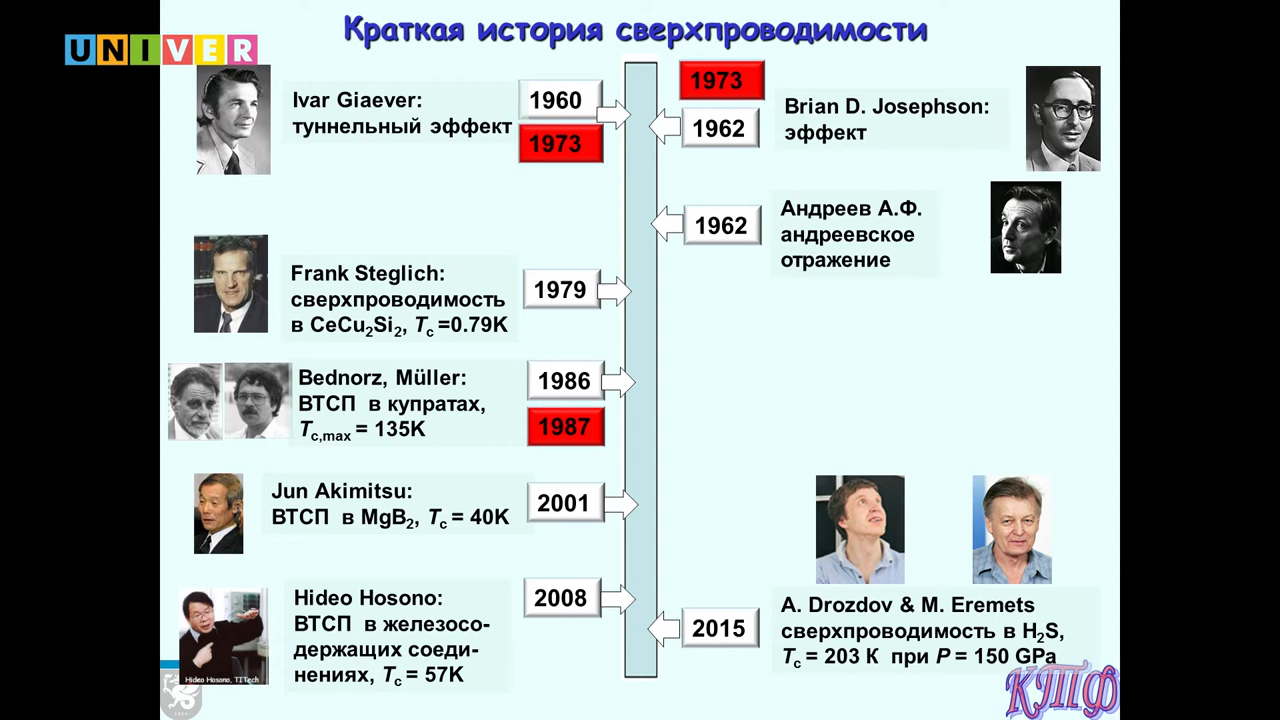 Краткая история сверхпроводимости
UNIVER
Ivar Giaever:
туннельный эффект
1960
1973
1973
1962
Brian D. Josephson:
эффект
1962
Андреев А.Ф.
андреевское
отражение
Frank Steglich:
сверхпроводимость
в CeCu₂Si₂, Tc =0.79K
1979
Bednorz, Müller:
ВТСП в купратах,
Tc,max = 135K
1986
1987
Jun Akimitsu:
ВТСП в MgB₂, Tc = 40K
2001
Hideo Hosono:
ВТСП в железосо-
держащих соеди-
нениях, Tc = 57K
2008
Hideo Hosono, TITech
2015
A. Drozdov & M. Eremets
сверхпроводимость в H₂S,
Tc = 203 К при P = 150 GPa
КТФ